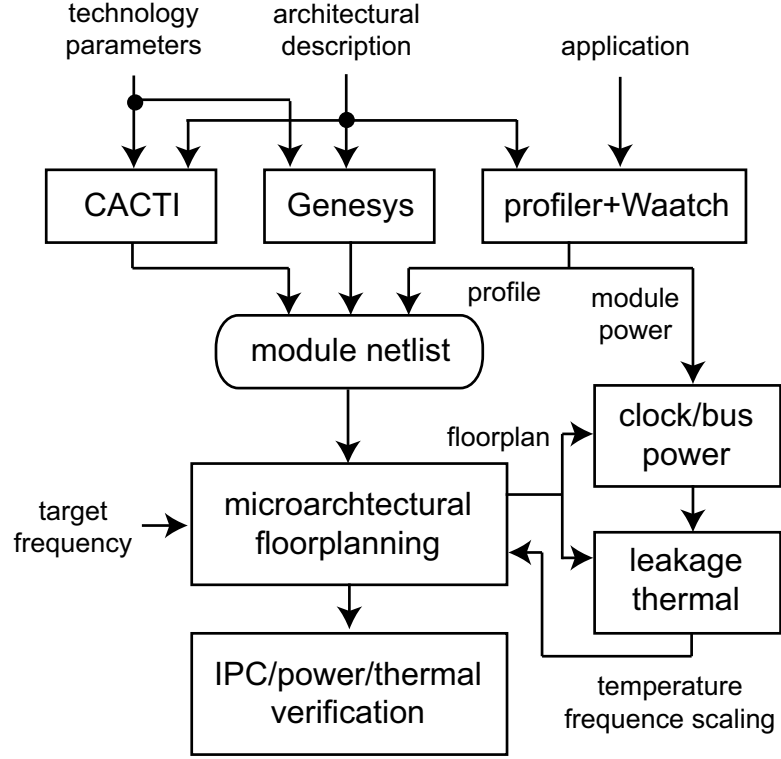 technology
parameters
architectural
description
application
CACTI
Genesys
profiler+Waatch
profile
module
power
module netlist
floorplan
clock/bus
power
target
frequency
microarchtectural
floorplanning
leakage
thermal
IPC/power/thermal
verification
temperature
frequence scaling